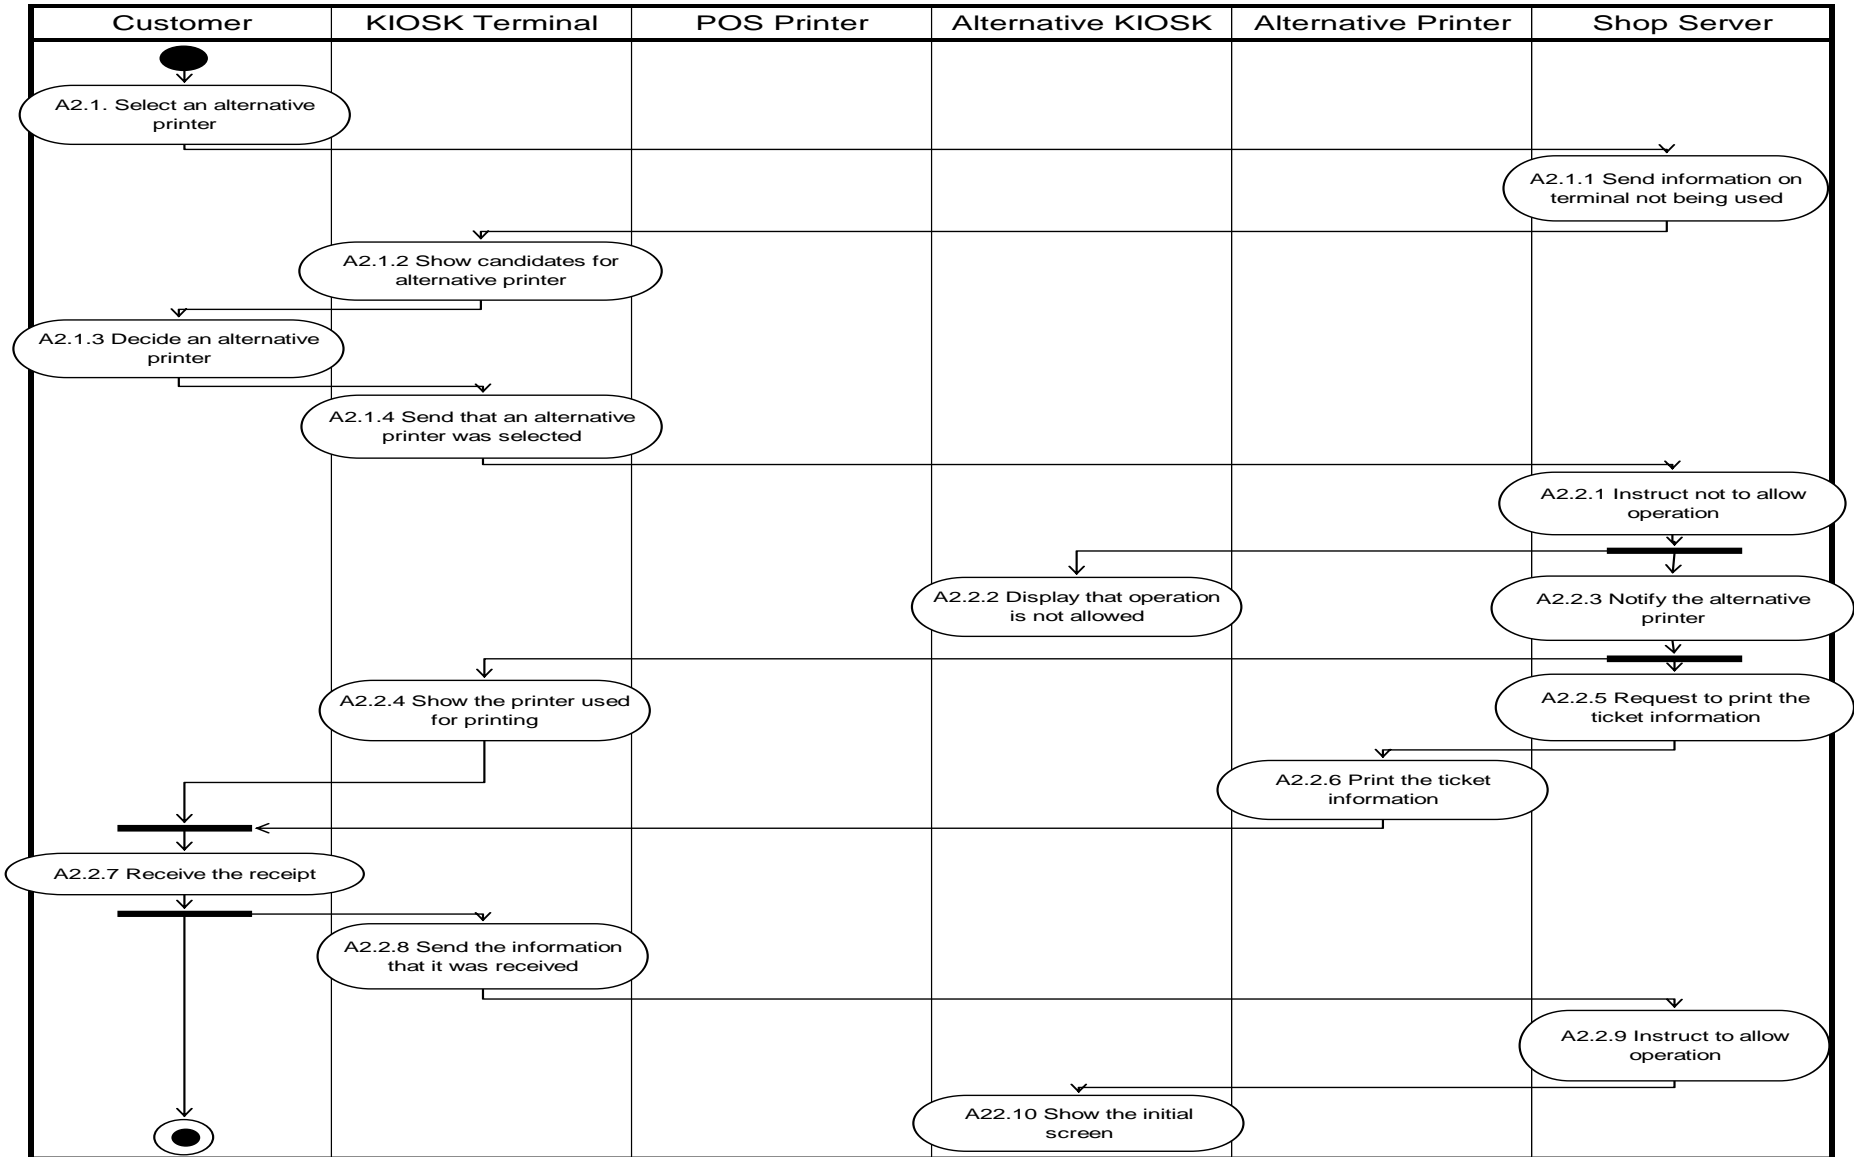 Customer
KIOSK Terminal
POS Printer
Alternative KIOSK
Alternative Printer
Shop Server
A2.1. Select an alternative
printer
A2.1.1 Send information on
terminal not being used
A2.1.2 Show candidates for
alternative printer
A2.1.3 Decide an alternative
printer
A2.1.4 Send that an alternative
printer was selected
A2.2.1 Instruct not to allow
operation
A2.2.2 Display that operation
is not allowed
A2.2.3 Notify the alternative
printer
A2.2.4 Show the printer used
for printing
A2.2.5 Request to print the
ticket information
A2.2.6 Print the ticket
information
A2.2.7 Receive the receipt
A2.2.8 Send the information
that it was received
A2.2.9 Instruct to allow
operation
A22.10 Show the initial
screen